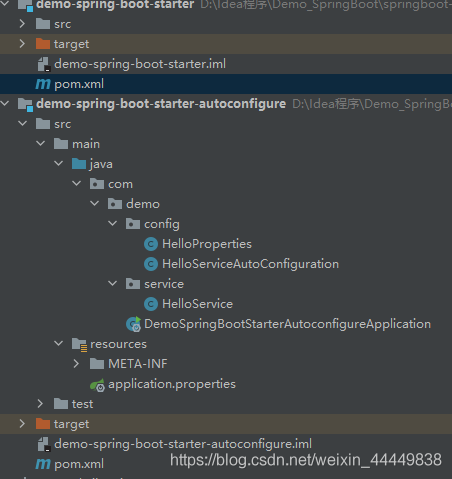 demo-spring-boot-starter D:\Idea程序\Demo_SpringBoot\springboot-
src
target
demo-spring-boot-starter.iml
pom.xml
demo-spring-boot-starter-autoconfigure D:\Idea程序\Demo_SpringBo
src
main
java
com
demo
config
HelloProperties
HelloServiceAutoConfiguration
service
HelloService
DemoSpringBootStarterAutoconfigureApplication
resources
META-INF
application.properties
test
target
demo-spring-boot-starter-autoconfigure.iml
pom.xml
https://blog.csdn.net/weixin_44449838